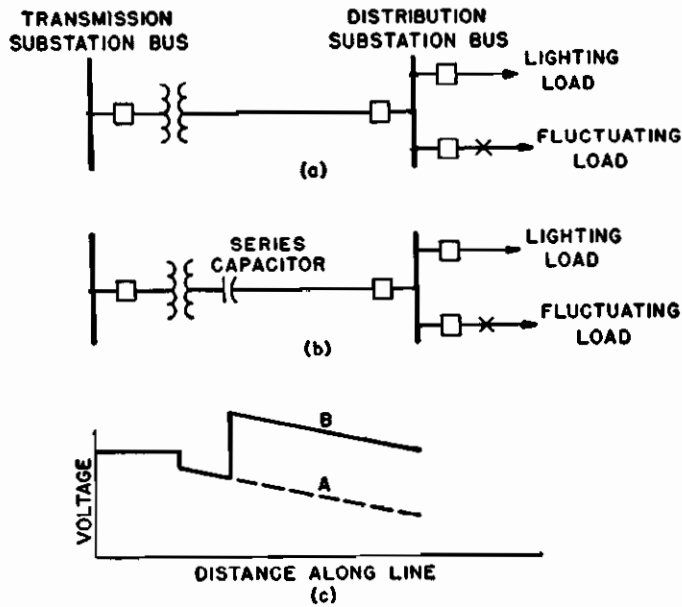 TRANSMISSION
SUBSTATION BUS
DISTRIBUTION
SUBSTATION BUS
LIGHTING
LOAD
FLUCTUATING
LOAD
(a)
SERIES
CAPACITOR
LIGHTING
LOAD
FLUCTUATING
LOAD
(b)
VOLTAGE
B
A
DISTANCE ALONG LINE
(c)